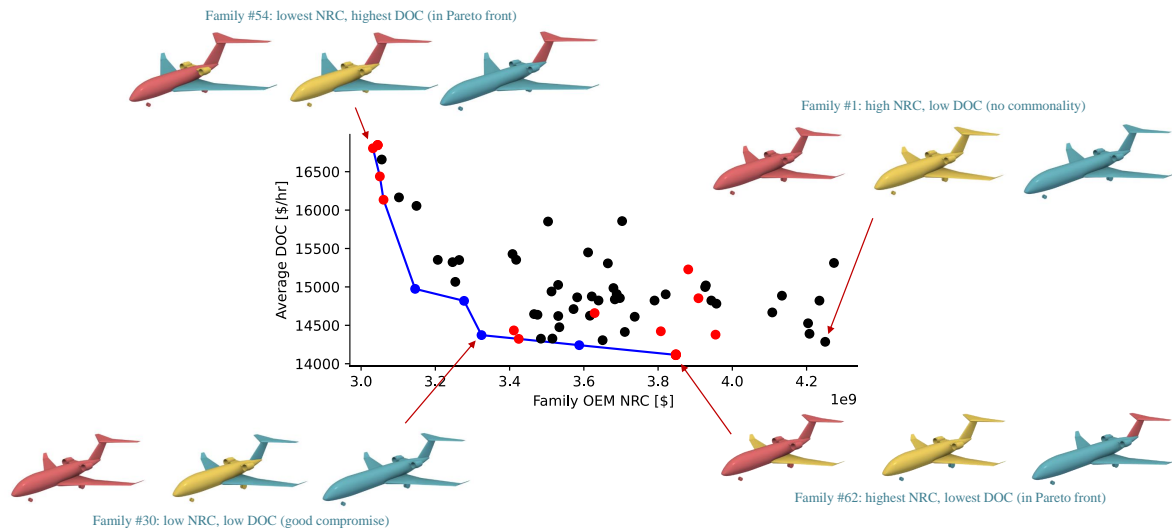 Family #54: lowest NRC, highest DOC (in Pareto front)
Family #1: high NRC, low DOC (no commonality)
Average DOC [$/hr]
16500
16000
15500
15000
14500
14000
3.0 3.2 3.4 3.6 3.8 4.0 4.2
1e9
Family OEM NRC [$]
Family #62: highest NRC, lowest DOC (in Pareto front)
Family #30: low NRC, low DOC (good compromise)